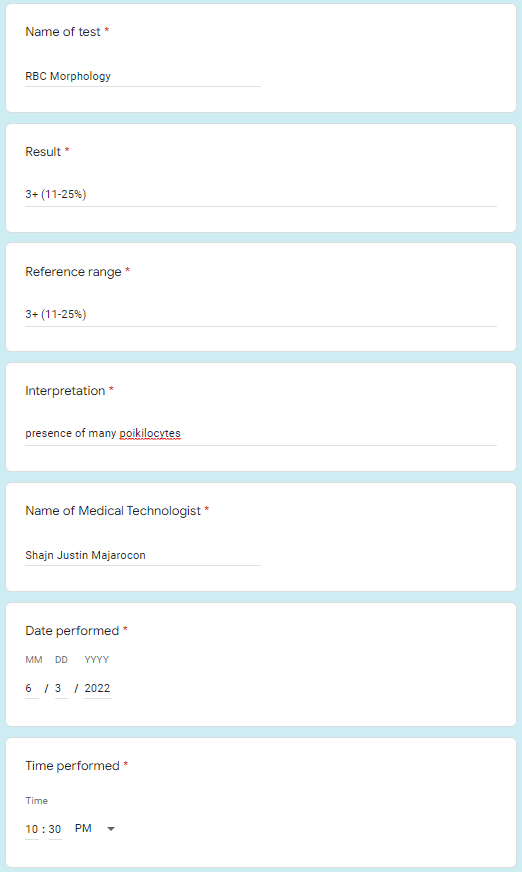 Name of test *
RBC Morphology
Result *
3+ (11-25%)
Reference range *
3+ (11-25%)
Interpretation *
presence of many poikilocytes
Name of Medical Technologist *
Shajn Justin Majarocon
Date performed *
MM DD YYYY
6 / 3 / 2022
Time performed *
Time
10 : 30 PM